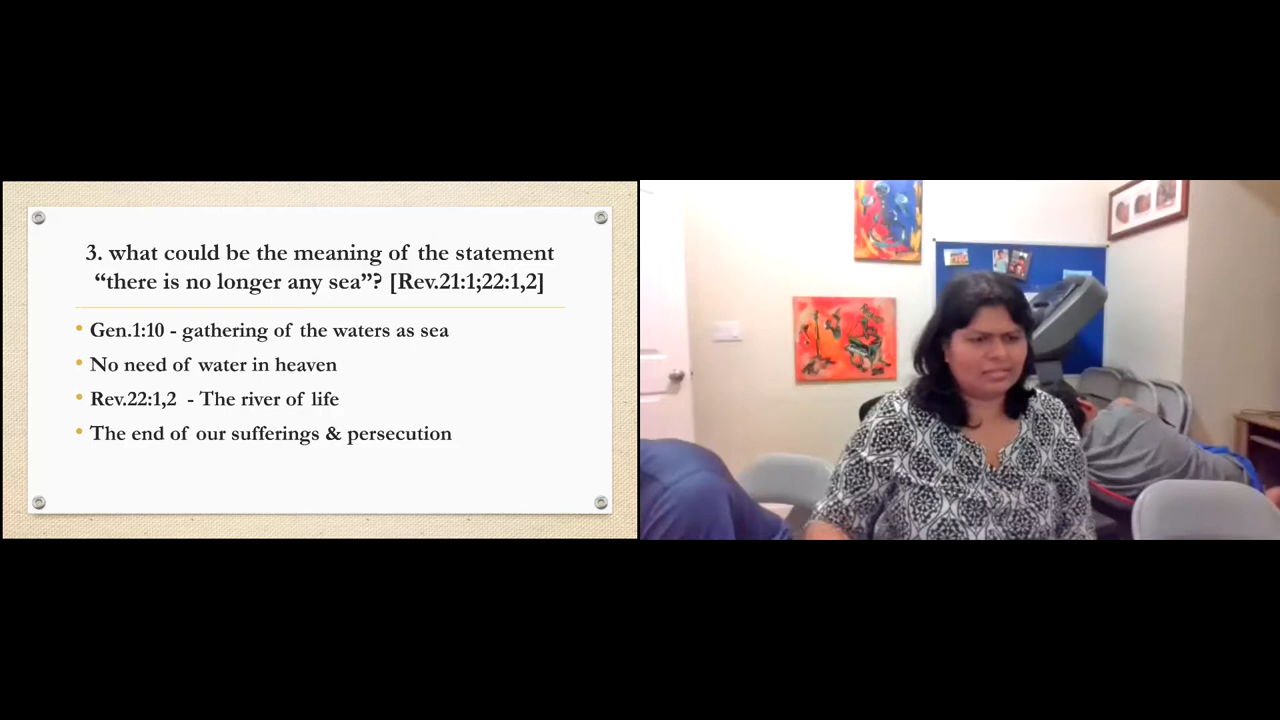 3. what could be the meaning of the statement
“there is no longer any sea”? [Rev.21:1;22:1,2]
• Gen.1:10 - gathering of the waters as sea
• No need of water in heaven
• Rev.22:1,2 - The river of life
• The end of our sufferings & persecution